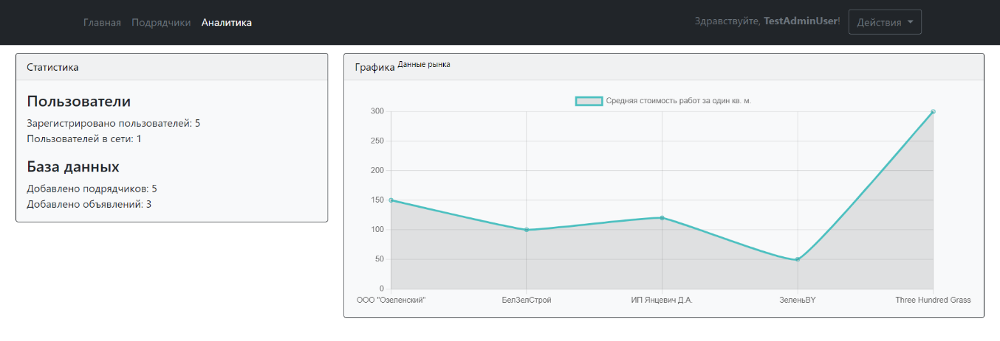 Главная Подрядчики Аналитика Здравствуйте, TestAdminUser! Действия
Статистика
Пользователи
Зарегистрировано пользователей: 5
Пользователей в сети: 1
База данных
Добавлено подрядчиков: 5
Добавлено объявлений: 3
Графика Данные рынка
Средняя стоимость работ за один кв. м.
300
250
200
150
100
50
0
ООО "Озеленский" БелЗелСтрой ИП Янцевич Д.А. ЗеленьBY Three Hundred Grass